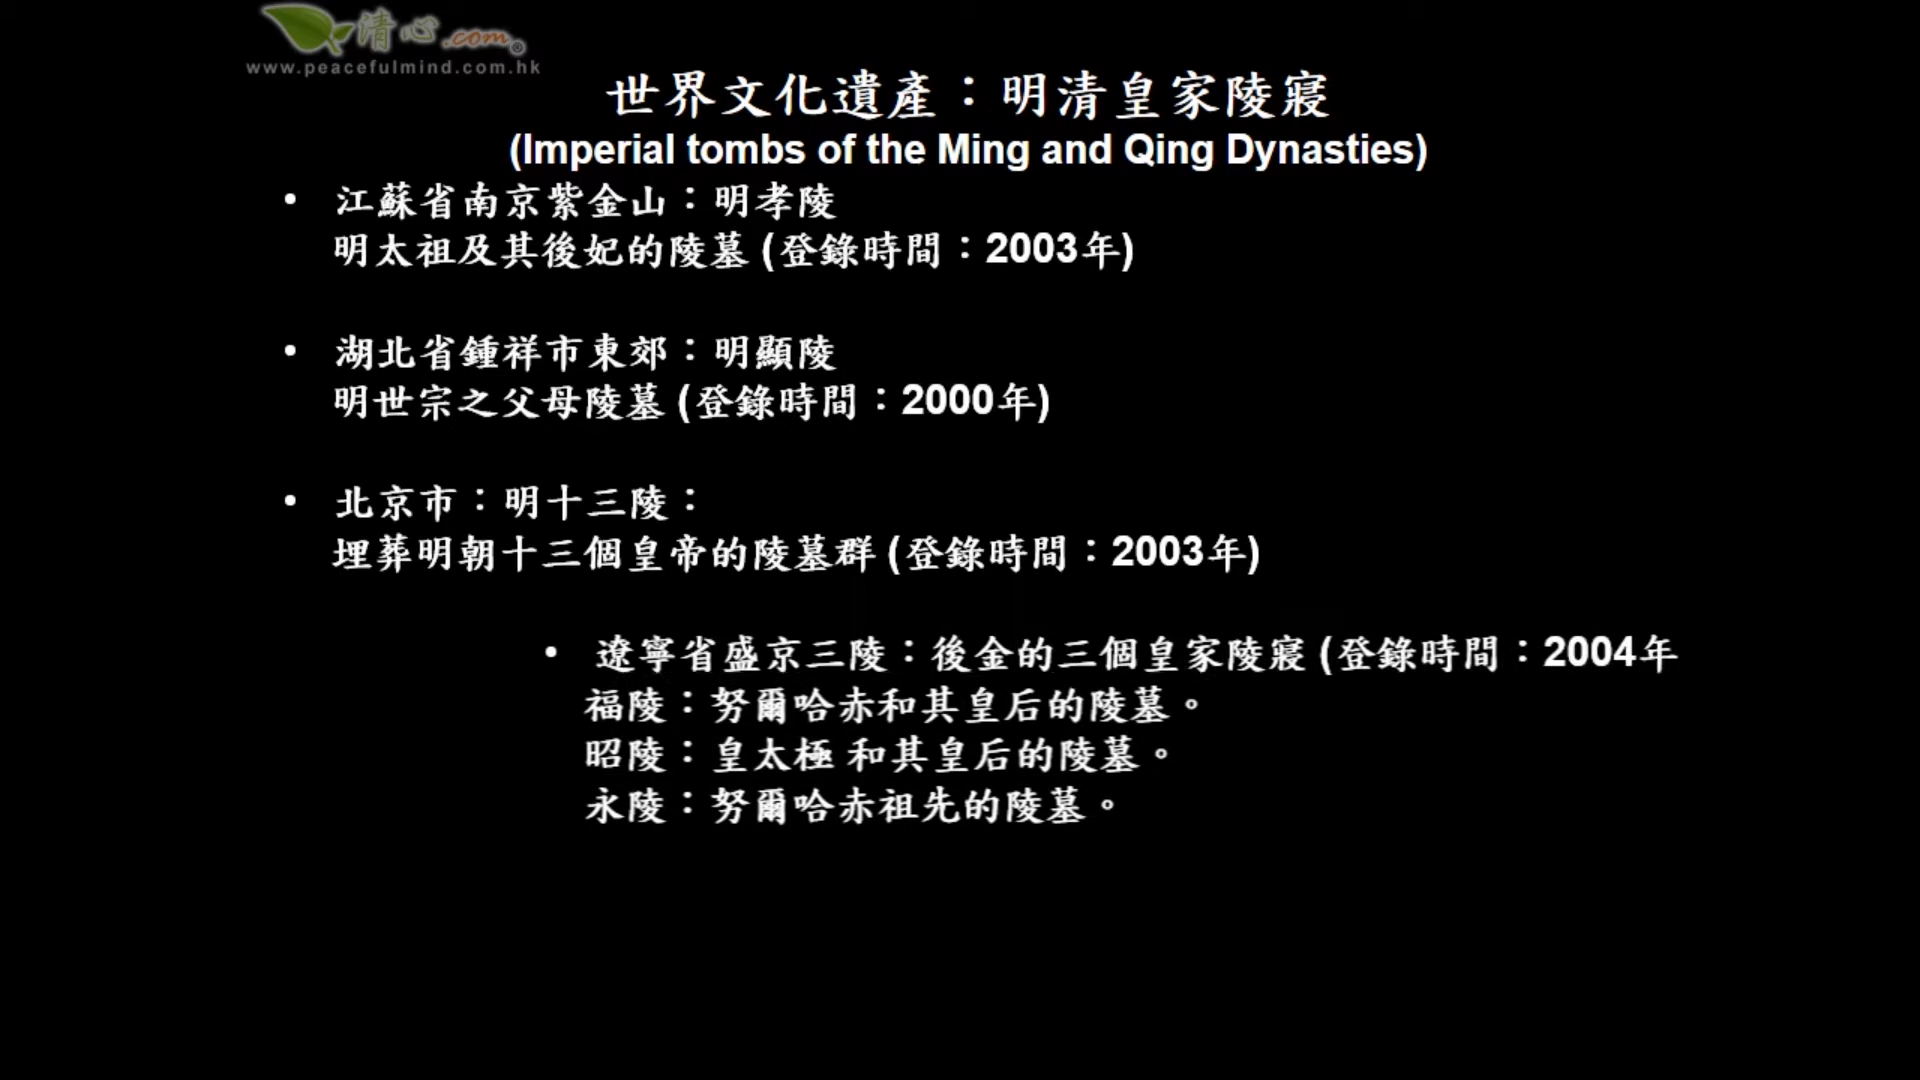 清心.com®
www.peacefulmind.com.hk
世界文化遺產：明清皇家陵寢
(Imperial tombs of the Ming and Qing Dynasties)
• 江蘇省南京紫金山：明孝陵
明太祖及其後妃的陵墓 (登錄時間：2003年)
• 湖北省鍾祥市東郊：明顯陵
明世宗之父母陵墓 (登錄時間：2000年)
• 北京市：明十三陵：
埋葬明朝十三個皇帝的陵墓群 (登錄時間：2003年)
• 遼寧省盛京三陵：後金的三個皇家陵寢 (登錄時間：2004年
福陵：努爾哈赤和其皇后的陵墓。
昭陵：皇太極 和其皇后的陵墓。
永陵：努爾哈赤祖先的陵墓。